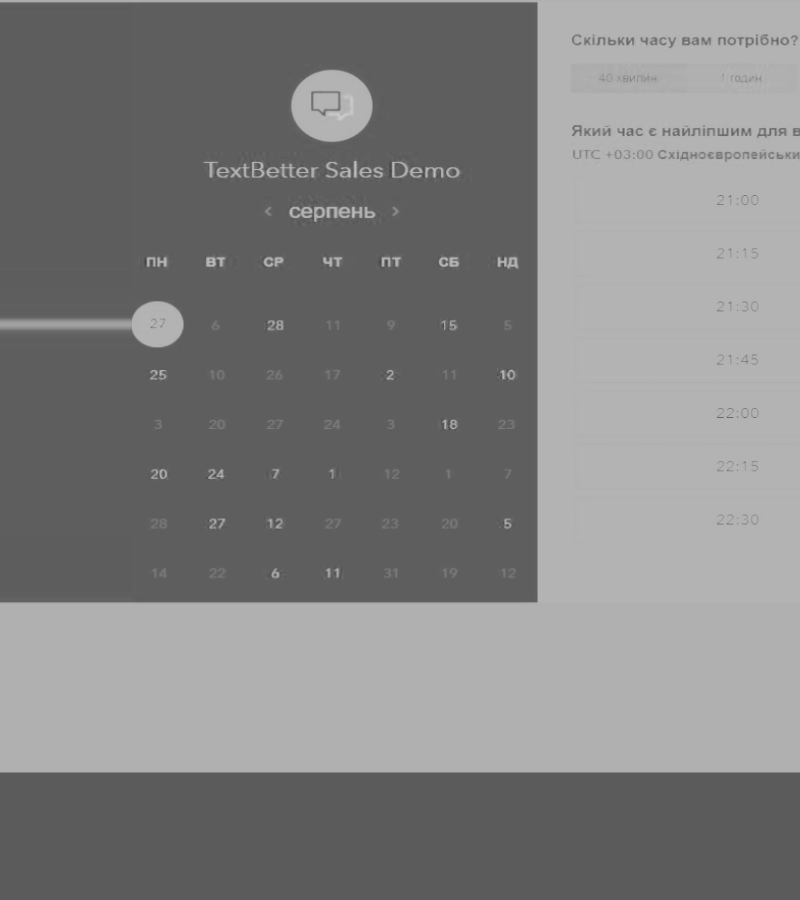 TextBetter Sales Demo
< серпень >
ПН ВТ СР ЧТ ПТ СБ НД
27 6 28 11 9 15 5
25 10 26 17 2 11 10
3 20 27 24 3 18 23
20 24 7 1 12 1 7
28 27 12 27 23 20 5
14 22 6 11 31 19 12
Скільки часу вам потрібно?
40 хвилин 1 годин
Який час є найліпшим для в
UTC +03:00 Східноєвропейськи
21:00
21:15
21:30
21:45
22:00
22:15
22:30